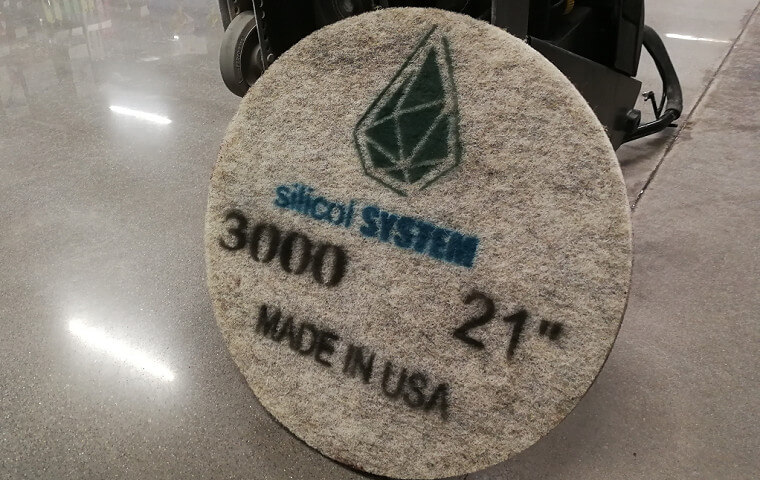 silicol SYSTEM
3000
21"
MADE IN USA